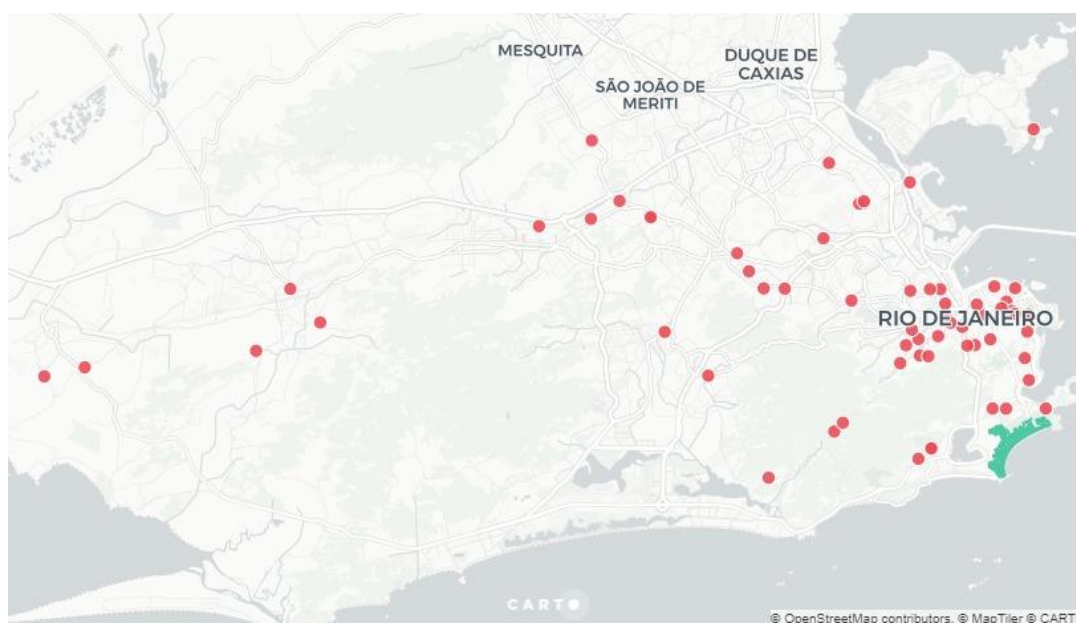 MESQUITA
DUQUE DE
CAXIAS
SÃO JOÃO DE
MERITI
RIO DE JANEIRO
CARTO
© OpenStreetMap contributors, © MapTiler © CART